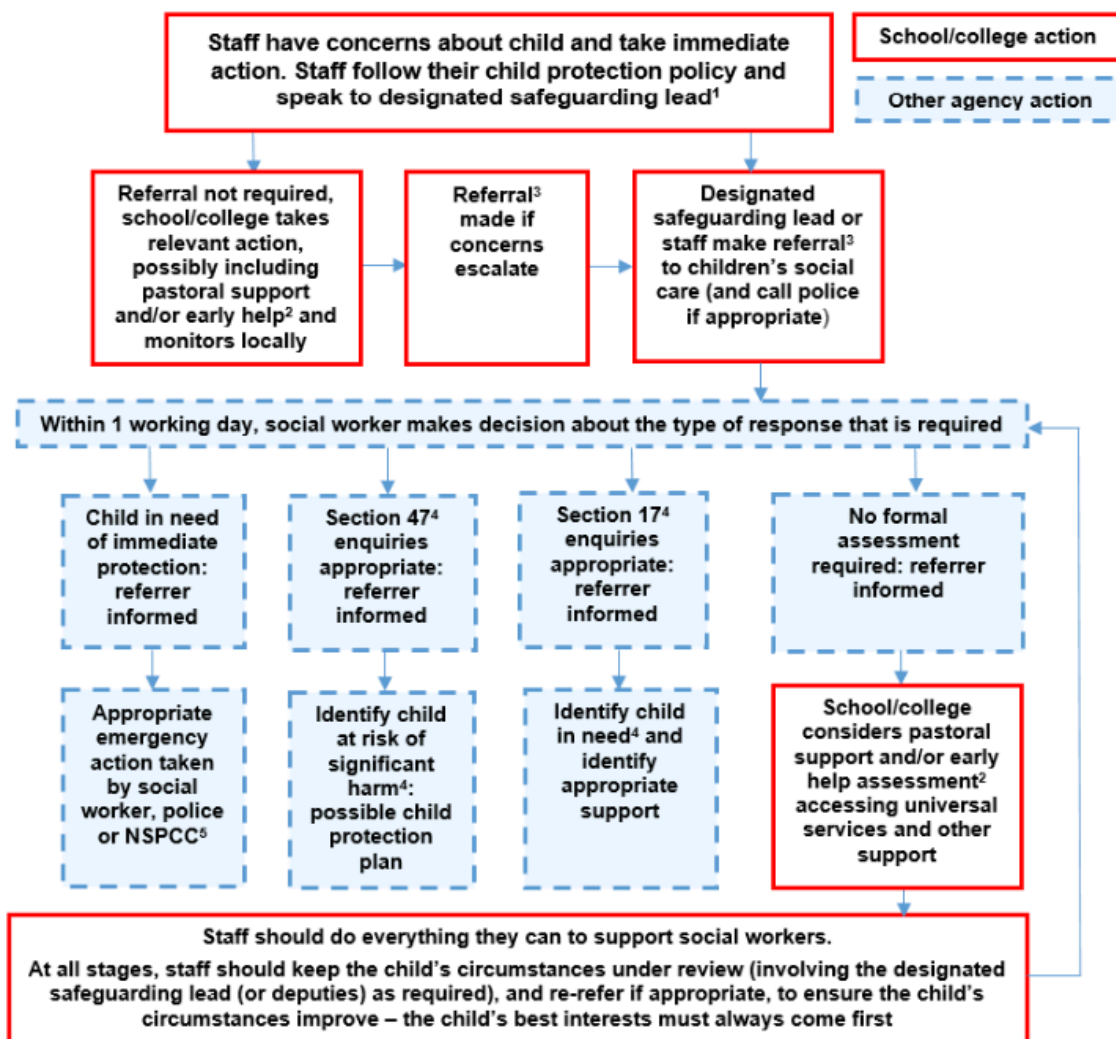 Staff have concerns about child and take immediate
action. Staff follow their child protection policy and
speak to designated safeguarding lead¹
School/college action
Other agency action
Referral not required,
school/college takes
relevant action,
possibly including
pastoral support
and/or early help² and
monitors locally
Referral³
made if
concerns
escalate
Designated
safeguarding lead or
staff make referral³
to children’s social
care (and call police
if appropriate)
Within 1 working day, social worker makes decision about the type of response that is required
Child in need
of immediate
protection:
referrer
informed
Section 47⁴
enquiries
appropriate:
referrer
informed
Section 17⁴
enquiries
appropriate:
referrer
informed
No formal
assessment
required: referrer
informed
Appropriate
emergency
action taken
by social
worker, police
or NSPCC⁵
Identify child
at risk of
significant
harm⁴:
possible child
protection
plan
Identify child
in need⁴ and
identify
appropriate
support
School/college
considers pastoral
support and/or early
help assessment²
accessing universal
services and other
support
Staff should do everything they can to support social workers.
At all stages, staff should keep the child’s circumstances under review (involving the designated
safeguarding lead (or deputies) as required), and re-refer if appropriate, to ensure the child’s
circumstances improve – the child’s best interests must always come first